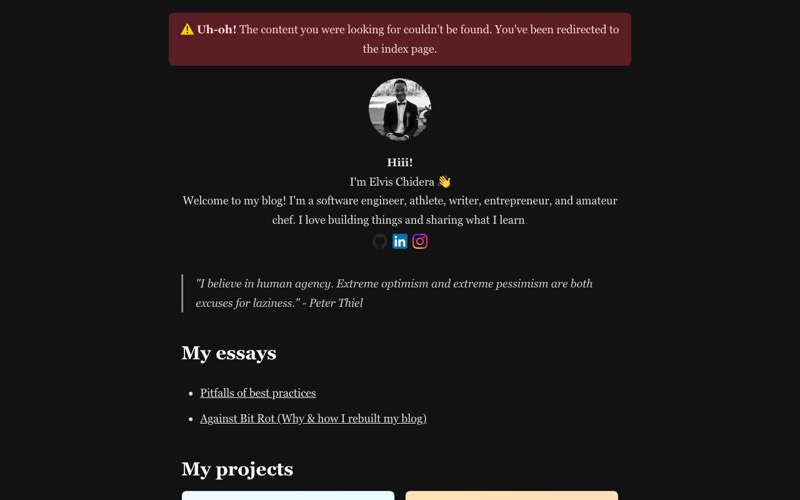 ⚠️ Uh-oh! The content you were looking for couldn't be found. You've been redirected to
the index page.
Hiii!
I'm Elvis Chidera 👋
Welcome to my blog! I'm a software engineer, athlete, writer, entrepreneur, and amateur
chef. I love building things and sharing what I learn
in
"I believe in human agency. Extreme optimism and extreme pessimism are both
excuses for laziness." - Peter Thiel
My essays
• Pitfalls of best practices
• Against Bit Rot (Why & how I rebuilt my blog)
My projects